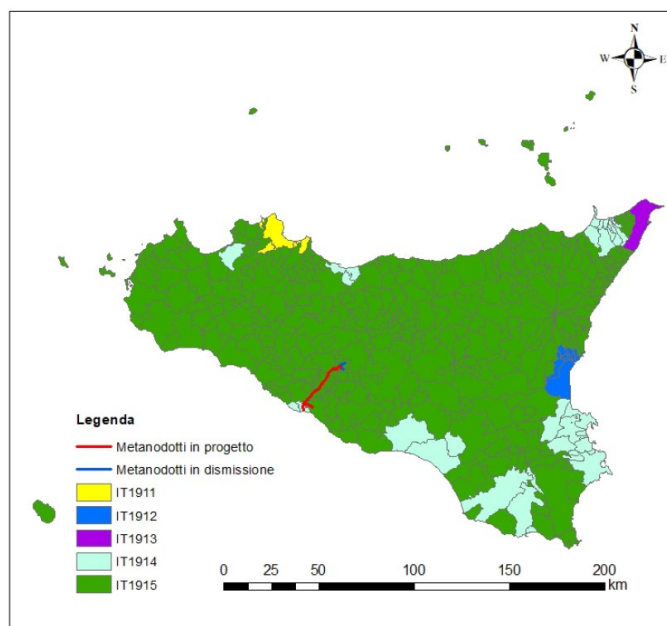 N
W E
S
Legenda
Metanodotti in progetto
Metanodotti in dismissione
IT1911
IT1912
IT1913
IT1914
IT1915
0 25 50 100 150 200
km